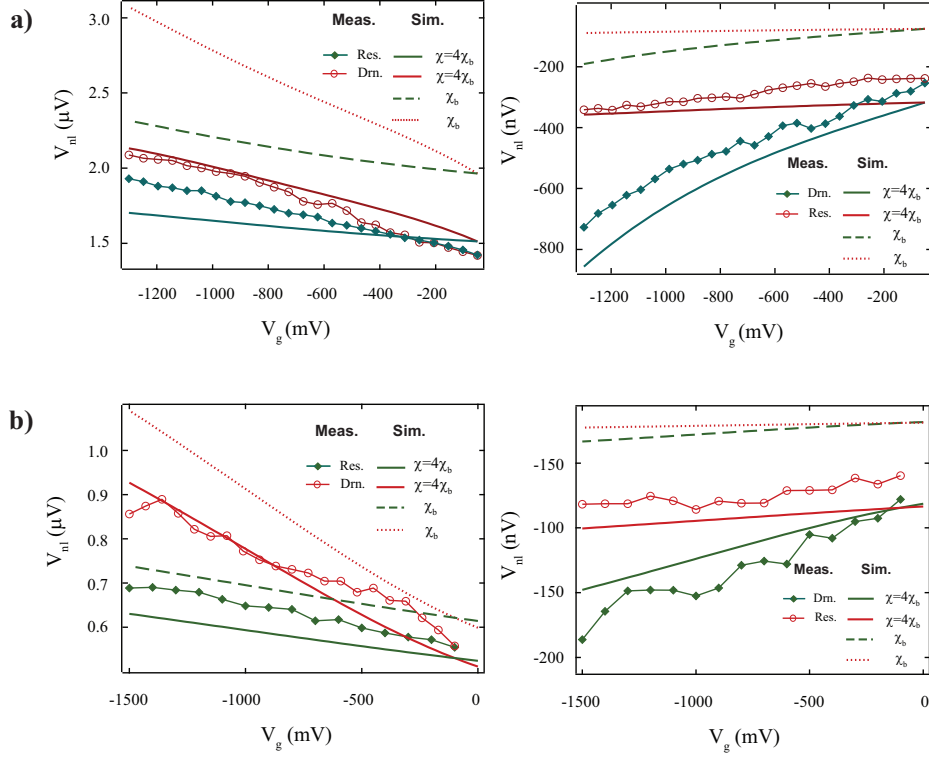 a)
V_nl (μV)
3.0
2.5
2.0
1.5
-1200 -1000 -800 -600 -400 -200
V_g (mV)
Meas. Sim.
Res. χ=4χ_b
Drn. χ=4χ_b
χ_b
χ_b
V_nl (nV)
-200
-400
-600
-800
-1200 -1000 -800 -600 -400 -200
V_g (mV)
Meas. Sim.
Drn. χ=4χ_b
Res. χ=4χ_b
χ_b
χ_b
b)
V_nl (μV)
1.0
0.9
0.8
0.7
0.6
-1500 -1000 -500 0
V_g (mV)
Meas. Sim.
Res. χ=4χ_b
Drn. χ=4χ_b
χ_b
χ_b
V_nl (nV)
-150
-100
-150
-200
-1500 -1000 -500 0
V_g (mV)
Meas. Sim.
Drn. χ=4χ_b
Res. χ=4χ_b
χ_b
χ_b